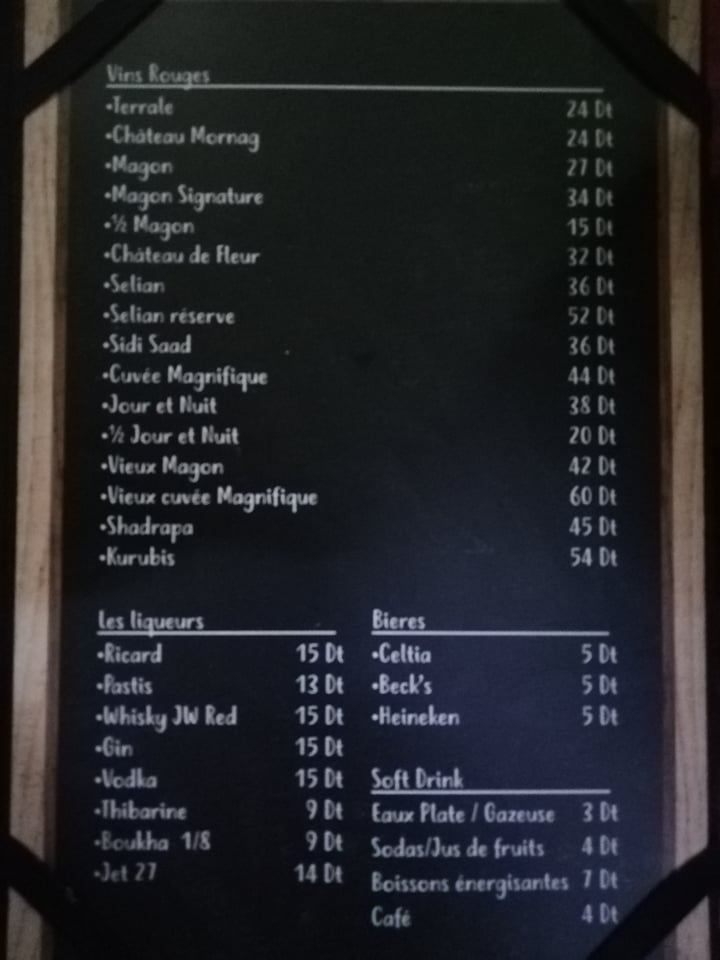 Vins Rouges
•Terrale 24 Dt
•Château Mornag 24 Dt
•Magon 27 Dt
•Magon Signature 34 Dt
•½ Magon 15 Dt
•Château de Fleur 32 Dt
•Selian 36 Dt
•Selian réserve 52 Dt
•Sidi Saad 36 Dt
•Cuvée Magnifique 44 Dt
•Jour et Nuit 38 Dt
•½ Jour et Nuit 20 Dt
•Vieux Magon 42 Dt
•Vieux cuvée Magnifique 60 Dt
•Shadrapa 45 Dt
•Kurubis 54 Dt
Les liqueurs
•Ricard 15 Dt
•Pastis 13 Dt
•Whisky JW Red 15 Dt
•Gin 15 Dt
•Vodka 15 Dt
•Thibarine 9 Dt
•Boukha 1/8 9 Dt
•Jet 27 14 Dt
Bieres
•Celtia 5 Dt
•Beck's 5 Dt
•Heineken 5 Dt
Soft Drink
Eaux Plate / Gazeuse 3 Dt
Sodas/Jus de fruits 4 Dt
Boissons énergisantes 7 Dt
Café 4 Dt